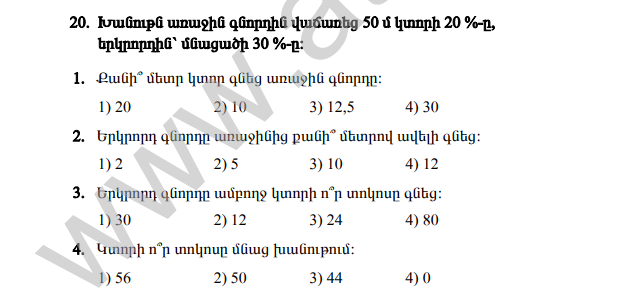 20. Խանութն առաջին գնորդին վաճառեց 50 մ կտորի 20 %-ը,
երկրորդին՝ մնացածի 30 %-ը:
1. Քանի՞ մետր կտոր գնեց առաջին գնորդը:
1) 20 2) 10 3) 12,5 4) 30
2. Երկրորդ գնորդը առաջինից քանի՞ մետրով ավելի գնեց:
1) 2 2) 5 3) 10 4) 12
3. Երկրորդ գնորդը ամբողջ կտորի ո՞ր տոկոսը գնեց:
1) 30 2) 12 3) 24 4) 80
4. Կտորի ո՞ր տոկոսը մնաց խանութում:
1) 56 2) 50 3) 44 4) 0
www.a